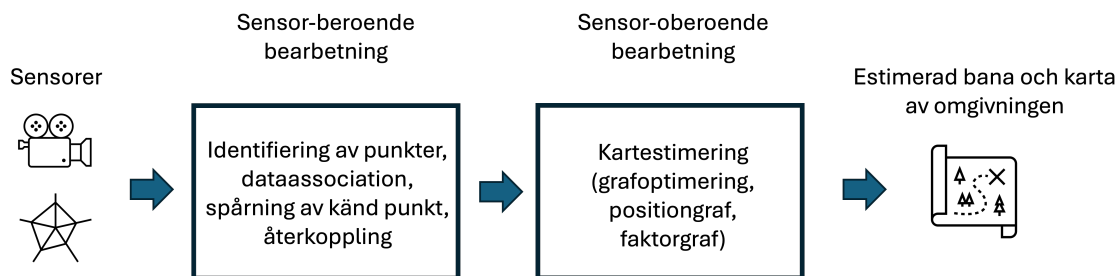 Sensorer
Sensor-beroende
bearbetning
Identifiering av punkter,
dataassociation,
spårning av känd punkt,
återkoppling
Sensor-oberoende
bearbetning
Kartestimering
(grafoptimering,
positiongraf,
faktorgraf)
Estimerad bana och karta
av omgivningen